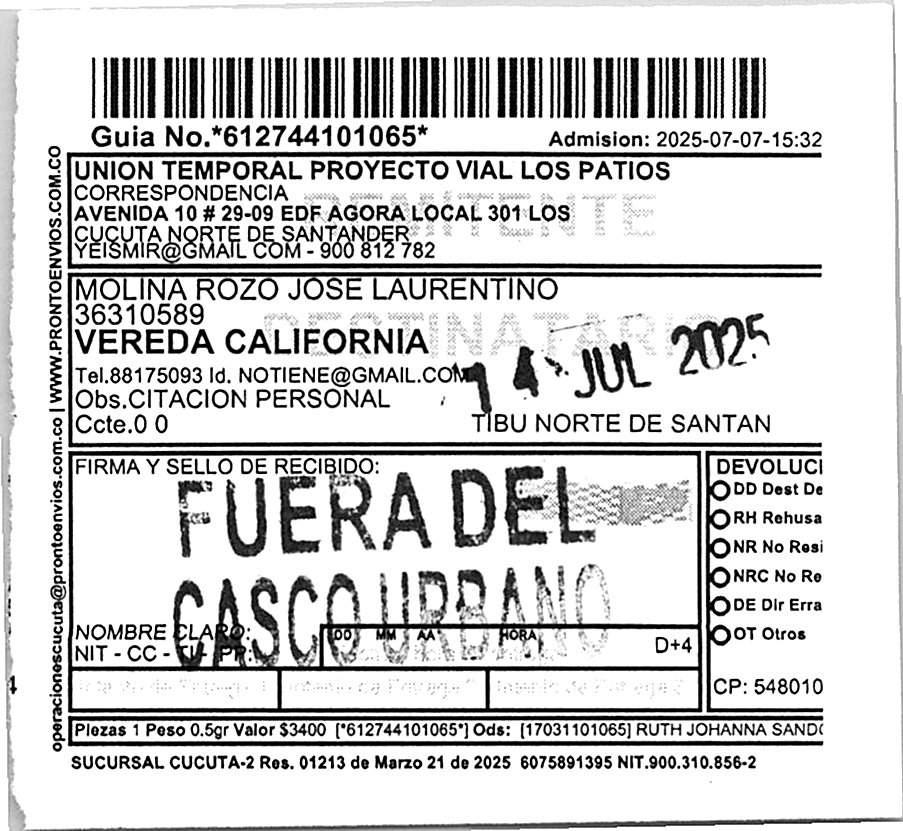 Guia No.*612744101065*
Admision: 2025-07-07-15:32
UNION TEMPORAL PROYECTO VIAL LOS PATIOS
CORRESPONDENCIA
REMITENTE
AVENIDA 10 # 29-09 EDF AGORA LOCAL 301 LOS
CUCUTA NORTE DE SANTANDER
YEISMIR@GMAIL COM - 900 812 782
MOLINA ROZO JOSE LAURENTINO
36310589
DESTINATARIO
VEREDA CALIFORNIA
14 JUL 2025
Tel.88175093 Id. NOTIENE@GMAIL.COM
Obs.CITACION PERSONAL
Ccte.0 0
TIBU NORTE DE SANTAN
FIRMA Y SELLO DE RECIBIDO:
FUERA DEL
CASCO URBANO
NOMBRE CLARO:
NIT - CC - TI - PP:
DD MM AA HORA
D+4
DEVOLUCI
DD Dest De
RH Rehusa
NR No Resi
NRC No Re
DE Dir Erra
OT Otros
CP: 548010
Piezas 1 Peso 0.5gr Valor $3400 [*612744101065*] Ods: [17031101065] RUTH JOHANNA SANDO
SUCURSAL CUCUTA-2 Res. 01213 de Marzo 21 de 2025 6075891395 NIT.900.310.856-2
operacionescucuta@prontoenvios.com.co | WWW.PRONTOENVIOS.COM.CO